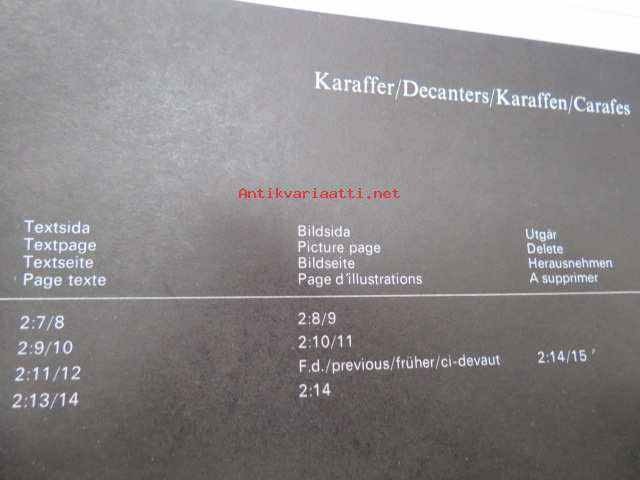 Karaffer/Decanters/Karaffen/Carafes
Antikvariaatti.net
Textsida Bildsida Utgår
Textpage Picture page Delete
Textseite Bildseite Herausnehmen
Page texte Page d'illustrations A supprimer
2:7/8 2:8/9
2:9/10 2:10/11
2:11/12 F.d./previous/früher/ci-devaut 2:14/15
2:13/14 2:14